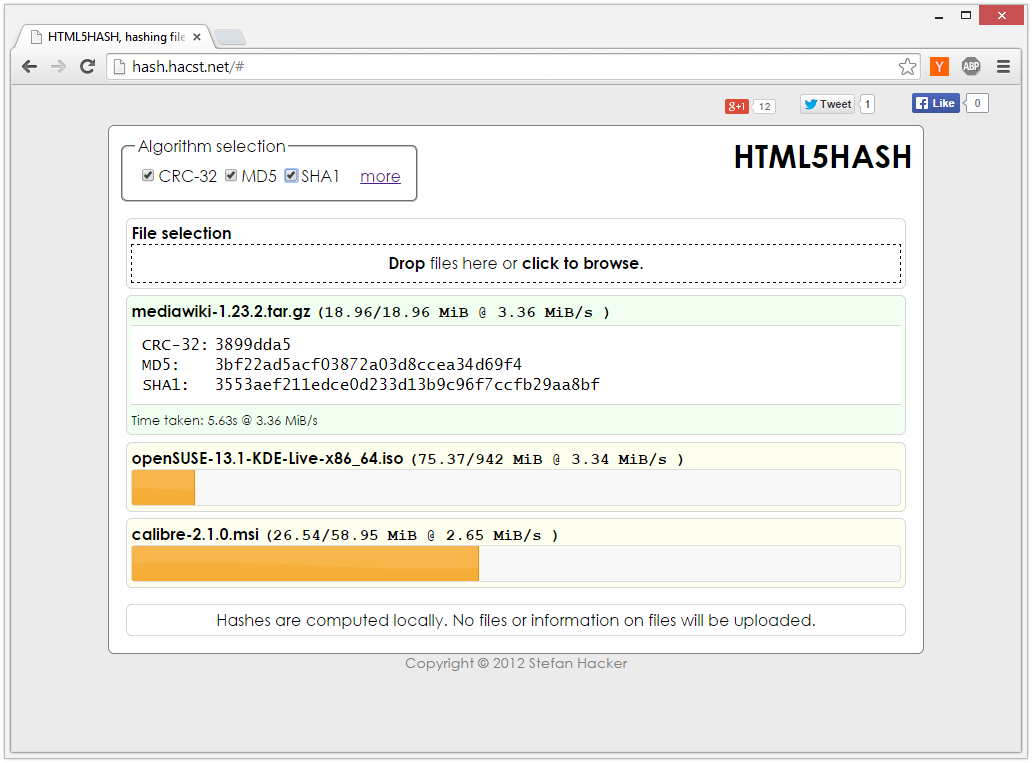 HTML5HASH, hashing file
hash.hacst.net/#
Y ABP
g+1 12 Tweet 1 Like 0
Algorithm selection
HTML5HASH
CRC-32 MD5 SHA1 more
File selection
Drop files here or click to browse.
mediawiki-1.23.2.tar.gz (18.96/18.96 MiB @ 3.36 MiB/s )
CRC-32: 3899dda5
MD5: 3bf22ad5acf03872a03d8ccea34d69f4
SHA1: 3553aef211edce0d233d13b9c96f7ccfb29aa8bf
Time taken: 5.63s @ 3.36 MiB/s
openSUSE-13.1-KDE-Live-x86_64.iso (75.37/942 MiB @ 3.34 MiB/s )
calibre-2.1.0.msi (26.54/58.95 MiB @ 2.65 MiB/s )
Hashes are computed locally. No files or information on files will be uploaded.
Copyright © 2012 Stefan Hacker